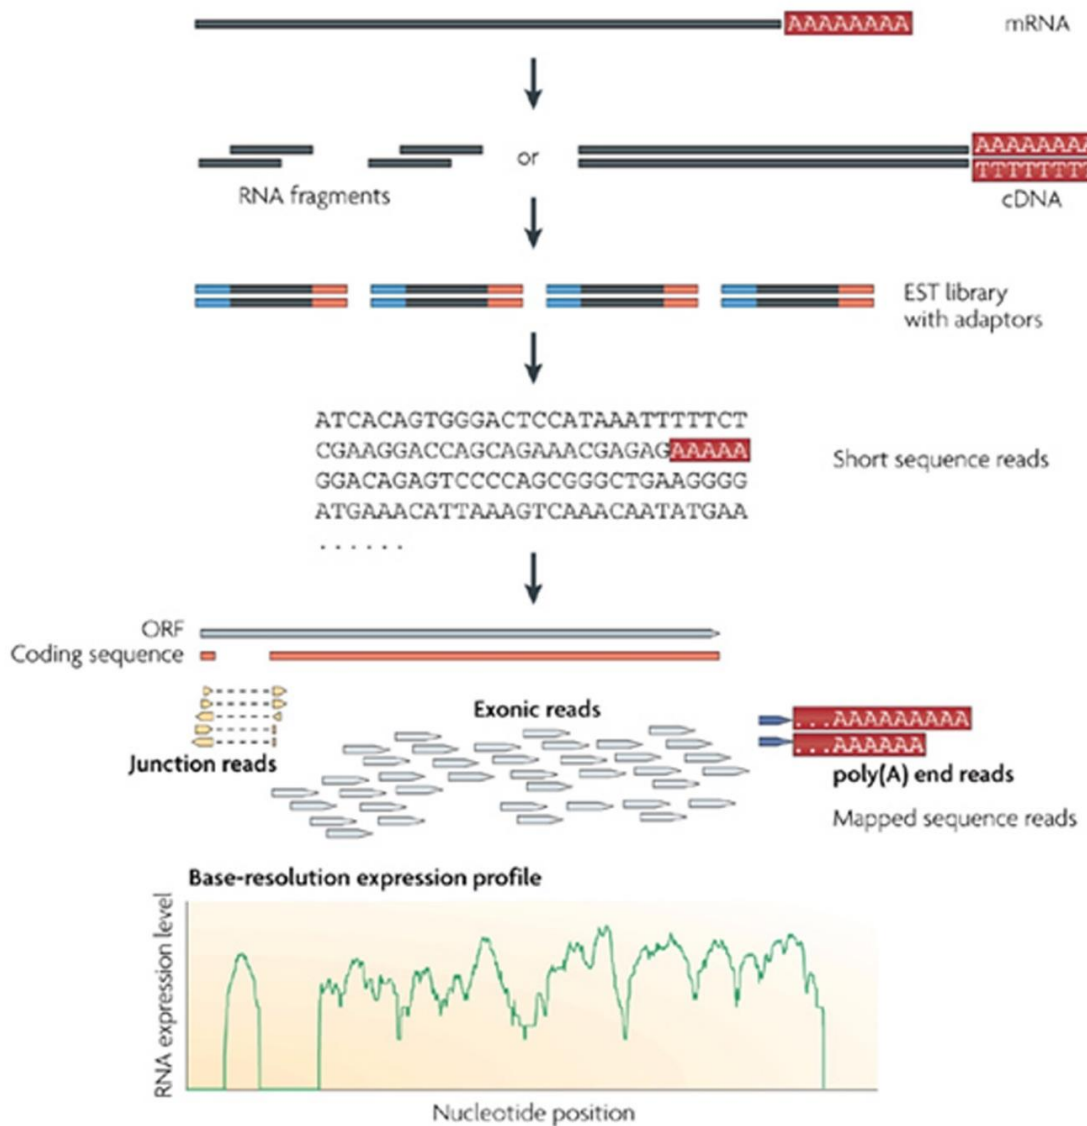 AAAAAAAA mRNA
AAAAAAAA
or
TTTTTTTT
RNA fragments
cDNA
EST library
with adaptors
ATCACAGTGGGACTCCATAAATTTTTCT
CGAAGGACCAGCAGAAACGAGAGAAAAA
Short sequence reads
GGACAGAGTCCCCAGCGGGCTGAAGGGG
ATGAAACATTAAAGTCAAACAATATGAA
. . . . . .
ORF
Coding sequence
Exonic reads
...AAAAAAAAA
...AAAAAA
Junction reads
poly(A) end reads
Mapped sequence reads
Base-resolution expression profile
RNA expression level
Nucleotide position